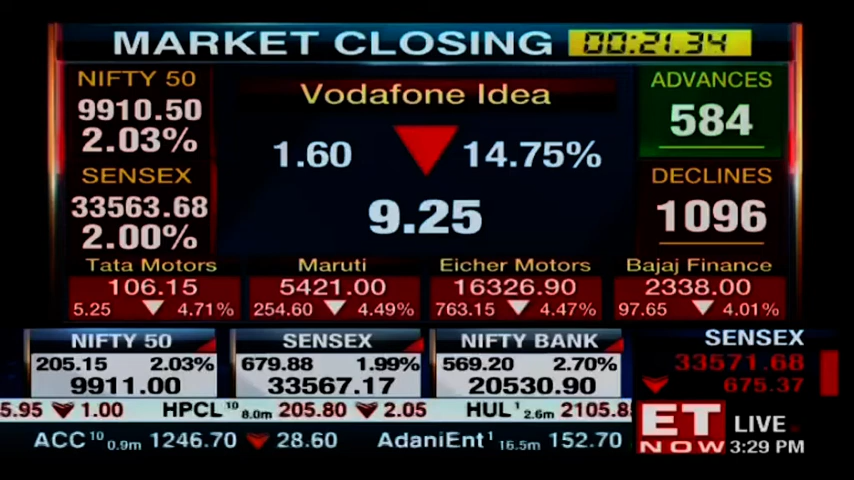 MARKET CLOSING 00:21.34
NIFTY 50
9910.50
2.03%
SENSEX
33563.68
2.00%
Vodafone Idea
1.60 14.75%
9.25
ADVANCES
584
DECLINES
1096
Tata Motors
106.15
5.25 4.71%
Maruti
5421.00
254.60 4.49%
Eicher Motors
16326.90
763.15 4.47%
Bajaj Finance
2338.00
97.65 4.01%
NIFTY 50
205.15 2.03%
9911.00
SENSEX
679.88 1.99%
33567.17
NIFTY BANK
569.20 2.70%
20530.90
SENSEX
33571.68
675.37
5.95 1.00 HPCL 10 8.0m 205.80 2.05 HUL 1 2.6m 2105.8
ACC 10 0.9m 1246.70 28.60 AdaniEnt 1 16.5m 152.70
ET
NOW
LIVE
3:29 PM